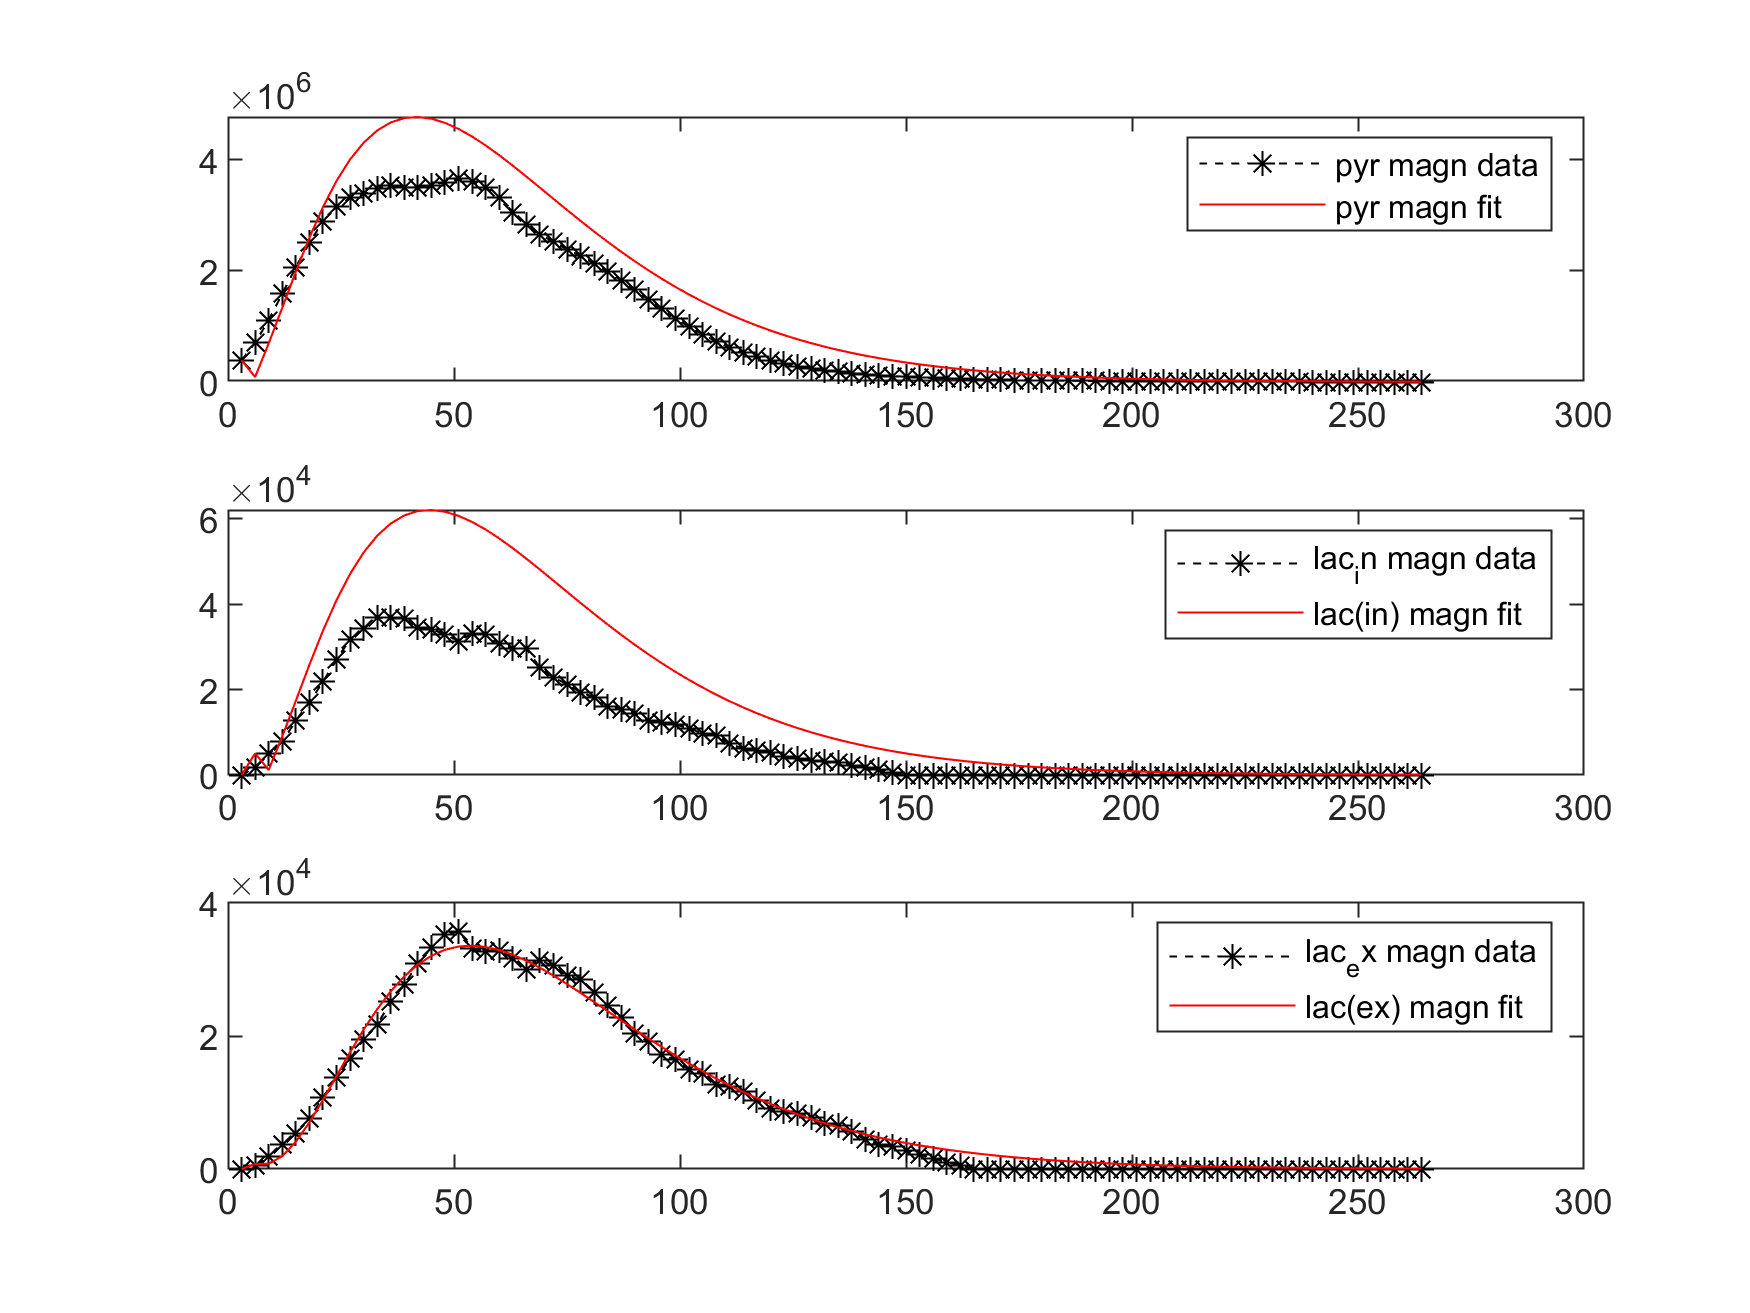 ×10^6
4
2
0
0 50 100 150 200 250 300
pyr magn data
pyr magn fit
×10^4
6
4
2
0
0 50 100 150 200 250 300
lac_in magn data
lac(in) magn fit
×10^4
4
2
0
0 50 100 150 200 250 300
lac_ex magn data
lac(ex) magn fit